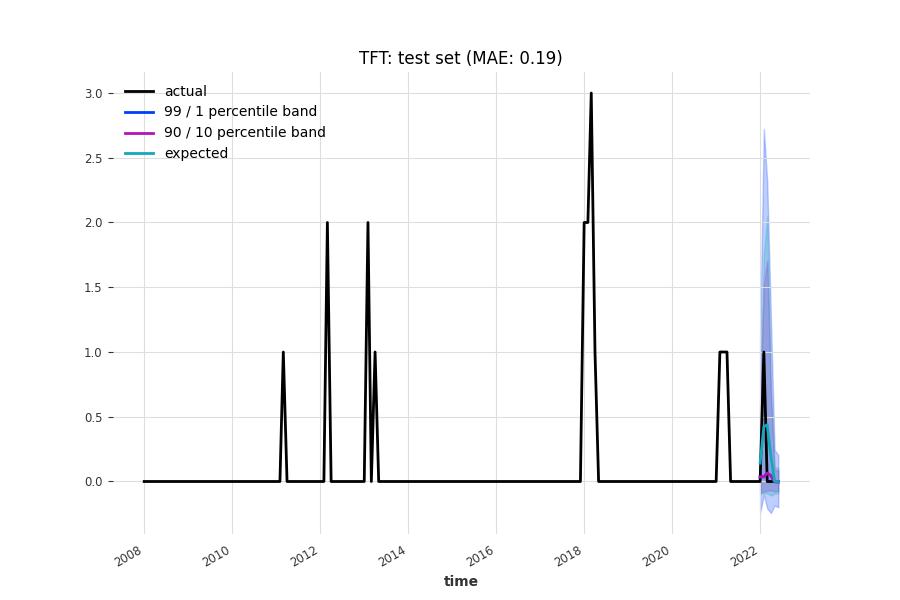 TFT: test set (MAE: 0.19)
actual
99 / 1 percentile band
90 / 10 percentile band
expected
3.0
2.5
2.0
1.5
1.0
0.5
0.0
2008
2010
2012
2014
2016
2018
2020
2022
time